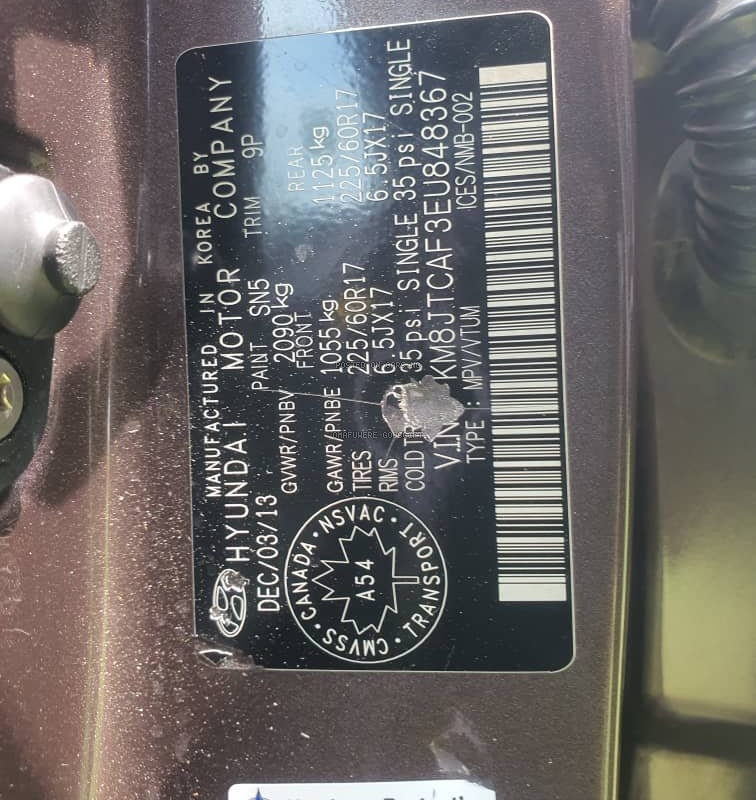 MANUFACTURED IN KOREA BY
HYUNDAI MOTOR COMPANY
DEC/03/13 PAINT SN5 TRIM 9P
GVWR/PNBV 2090 kg
FRONT REAR
GAWR/PNBE 1055 kg 1125 kg
TIRES 225/60R17 225/60R17
RIMS 6.5JX17 6.5JX17
COLD 35 psi SINGLE 35 psi SINGLE
VIN KM8JTCAF3EU848367
TYPE : MPV/VTUM ICES/NMB-002
CANADA · NSVAC · TRANSPORT · CMVSS ·
A54